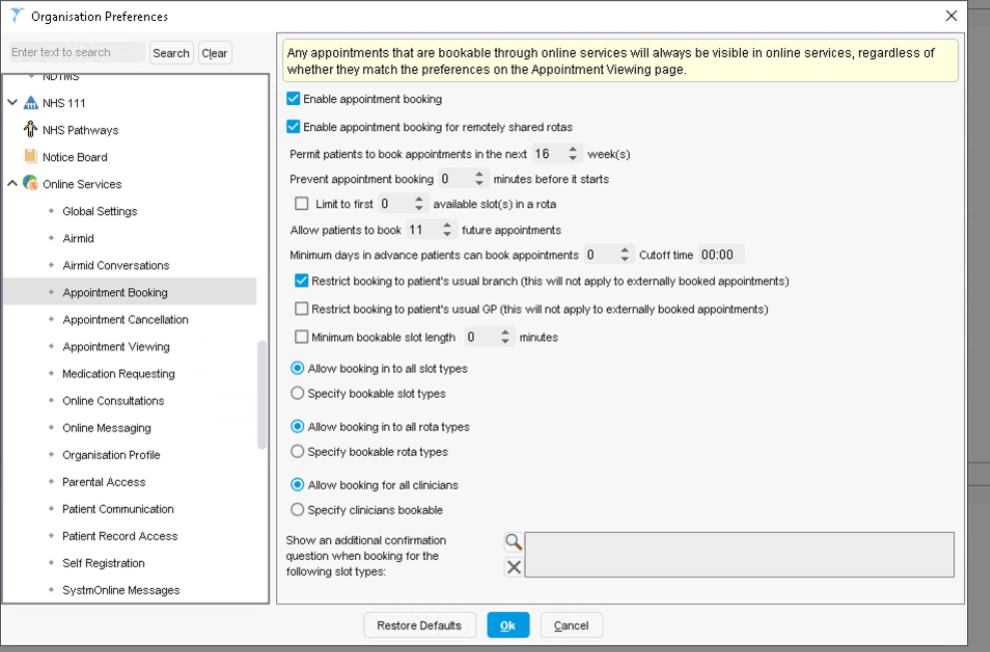 Organisation Preferences
Enter text to search
Search
Clear
NDTMS
NHS 111
NHS Pathways
Notice Board
Online Services
Global Settings
Airmid
Airmid Conversations
Appointment Booking
Appointment Cancellation
Appointment Viewing
Medication Requesting
Online Consultations
Online Messaging
Organisation Profile
Parental Access
Patient Communication
Patient Record Access
Self Registration
SystmOnline Messages
Any appointments that are bookable through online services will always be visible in online services, regardless of
whether they match the preferences on the Appointment Viewing page.
Enable appointment booking
Enable appointment booking for remotely shared rotas
Permit patients to book appointments in the next 16 week(s)
Prevent appointment booking 0 minutes before it starts
Limit to first 0 available slot(s) in a rota
Allow patients to book 11 future appointments
Minimum days in advance patients can book appointments 0 Cutoff time 00:00
Restrict booking to patient's usual branch (this will not apply to externally booked appointments)
Restrict booking to patient's usual GP (this will not apply to externally booked appointments)
Minimum bookable slot length 0 minutes
Allow booking in to all slot types
Specify bookable slot types
Allow booking in to all rota types
Specify bookable rota types
Allow booking for all clinicians
Specify clinicians bookable
Show an additional confirmation
question when booking for the
following slot types:
Restore Defaults
Ok
Cancel